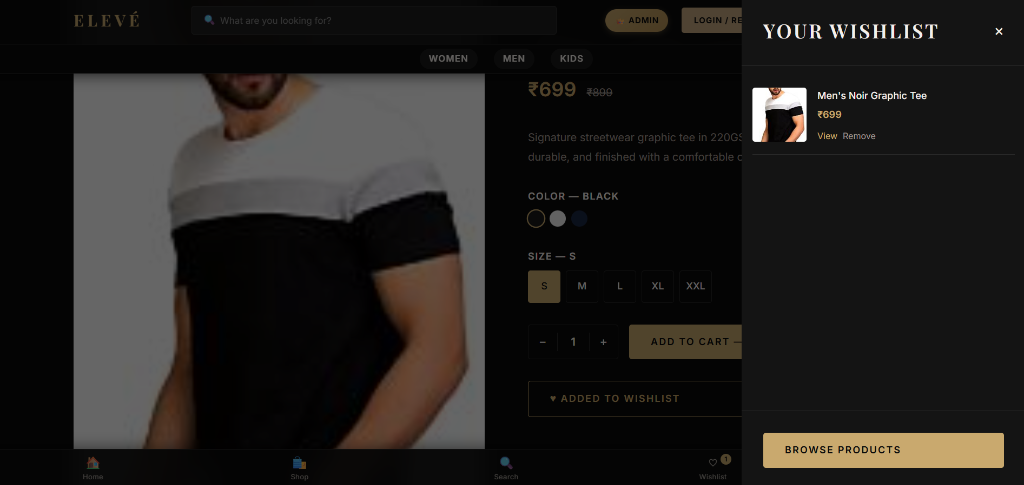 ELEVÉ
What are you looking for?
ADMIN
LOGIN / RE
WOMEN
MEN
KIDS
₹699 ₹899
Signature streetwear graphic tee in 220GS
durable, and finished with a comfortable
COLOR — BLACK
SIZE — S
S M L XL XXL
− 1 +
ADD TO CART —
♥ ADDED TO WISHLIST
Home
Shop
Search
Wishlist
1
YOUR WISHLIST
×
Men's Noir Graphic Tee
₹699
View Remove
BROWSE PRODUCTS